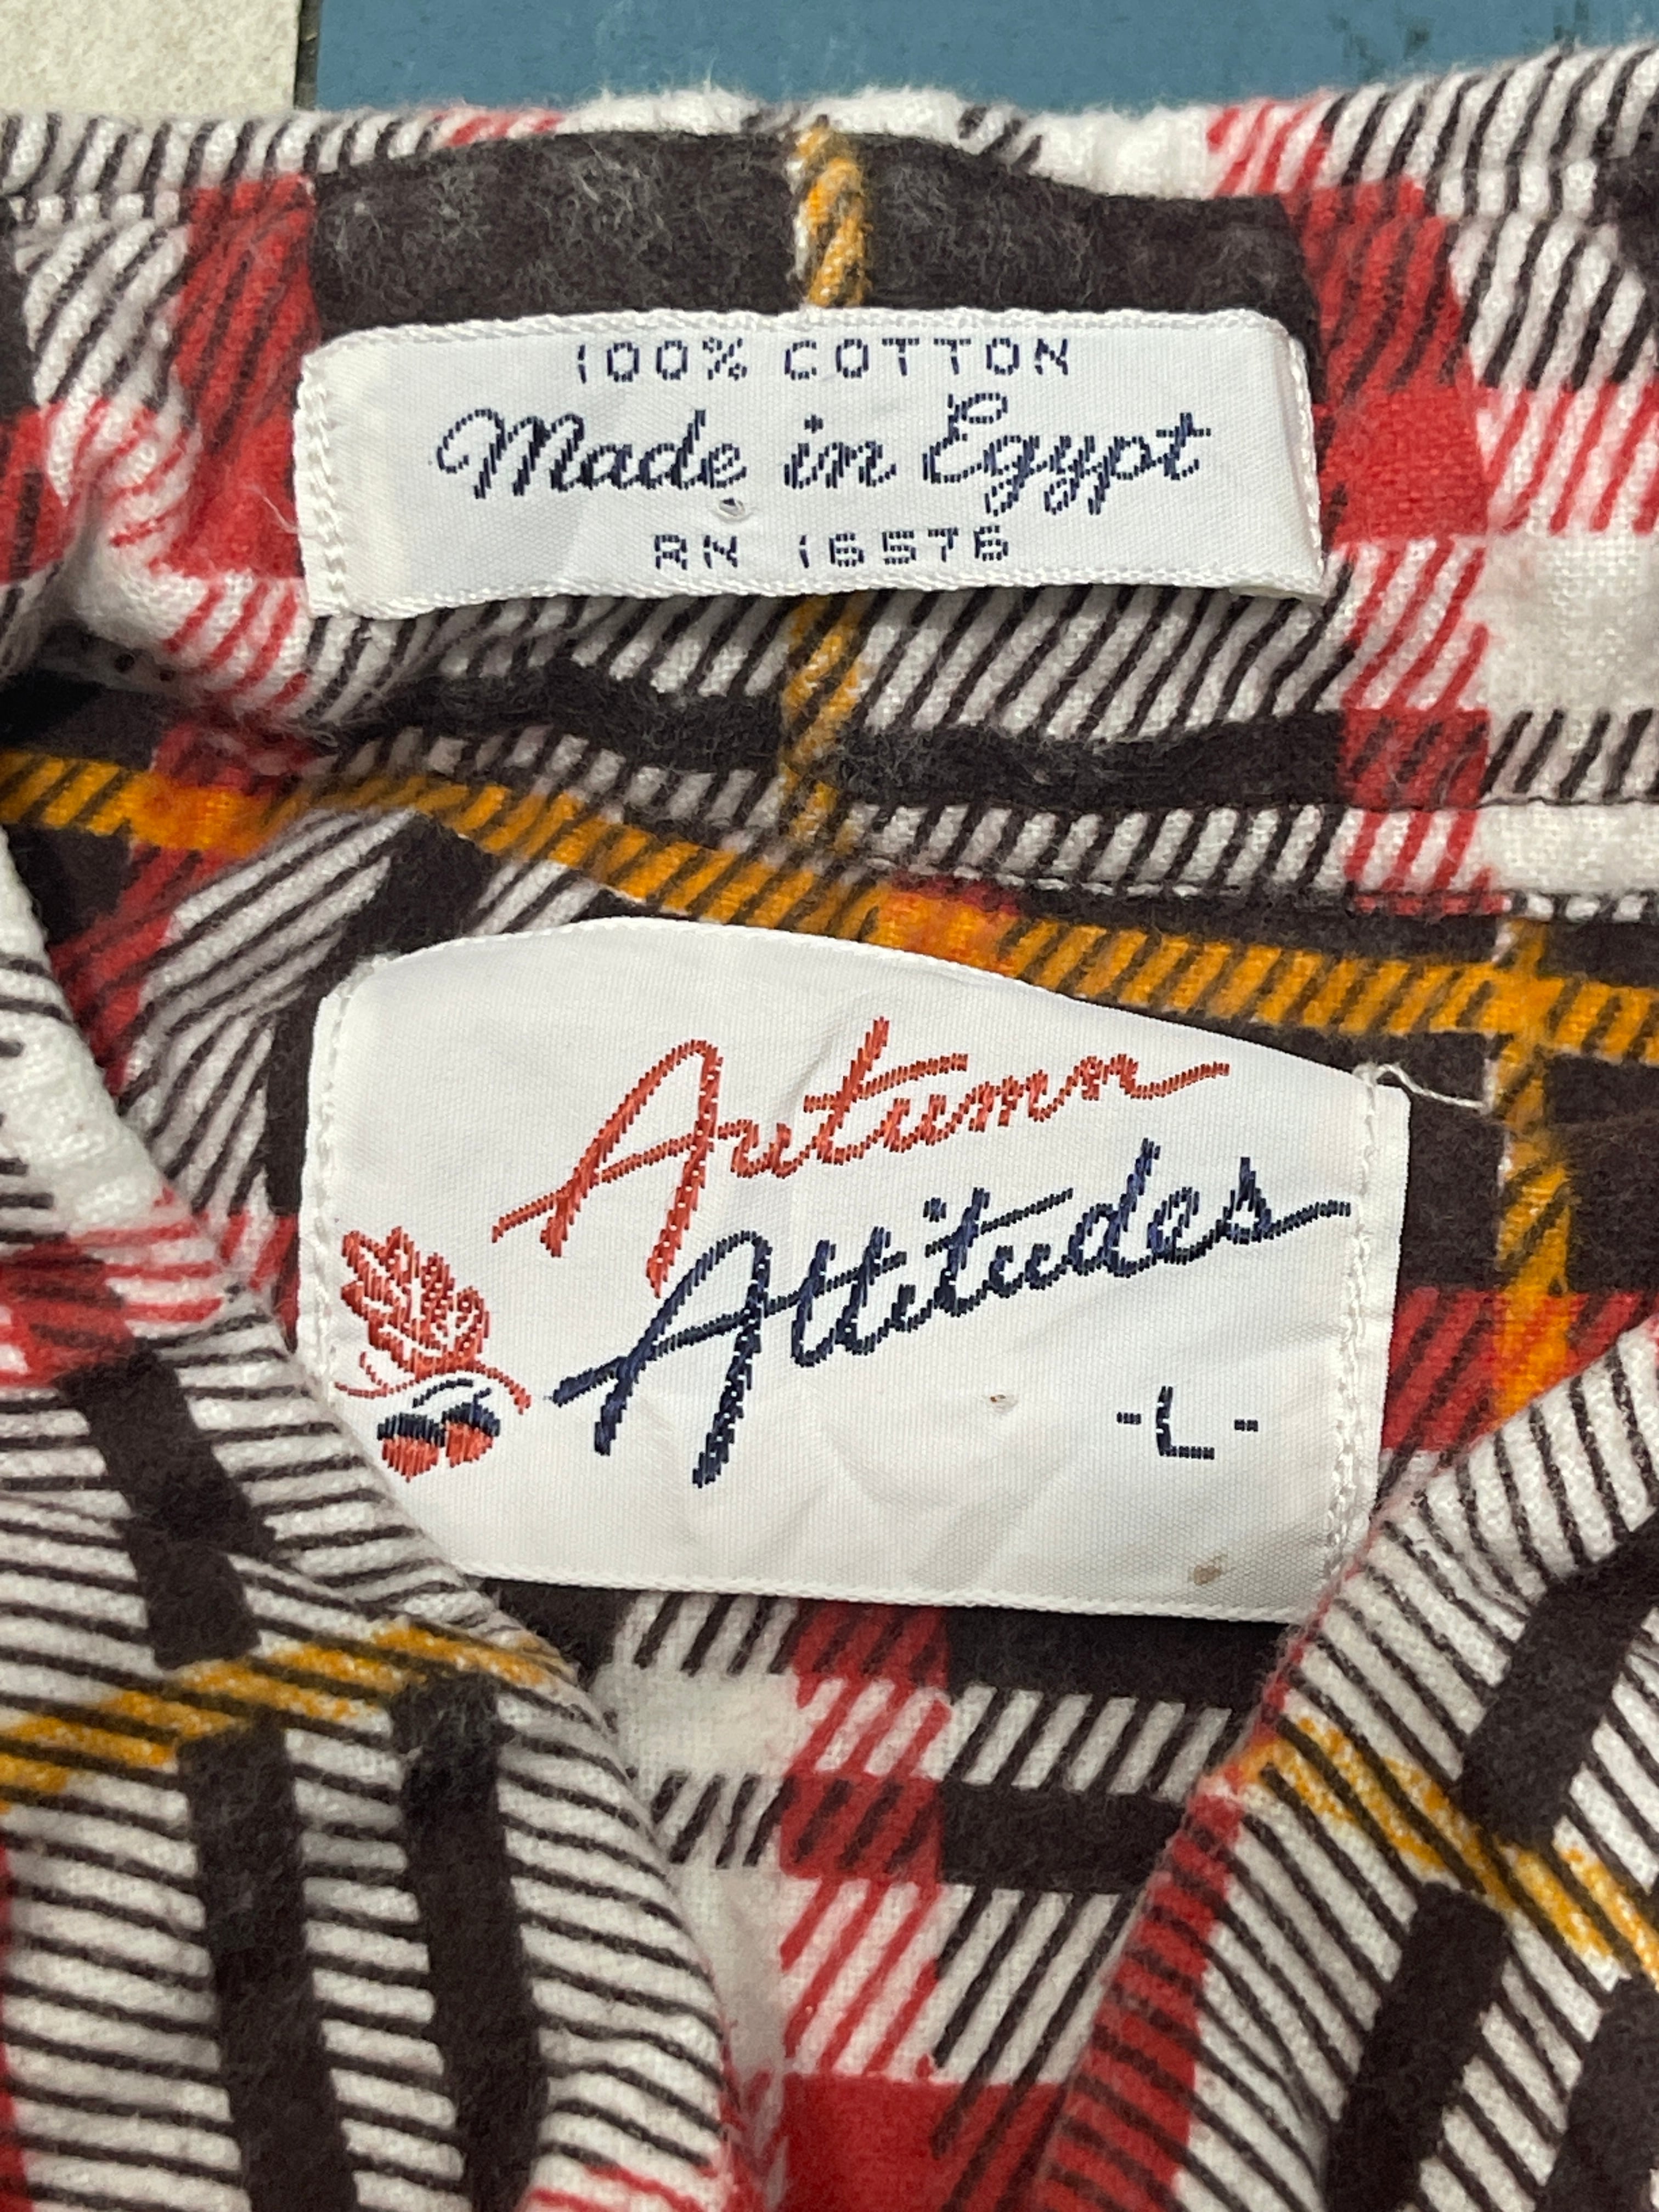 100% COTTON
Made in Egypt
RN 16576
Autumn
Attitudes
-L-